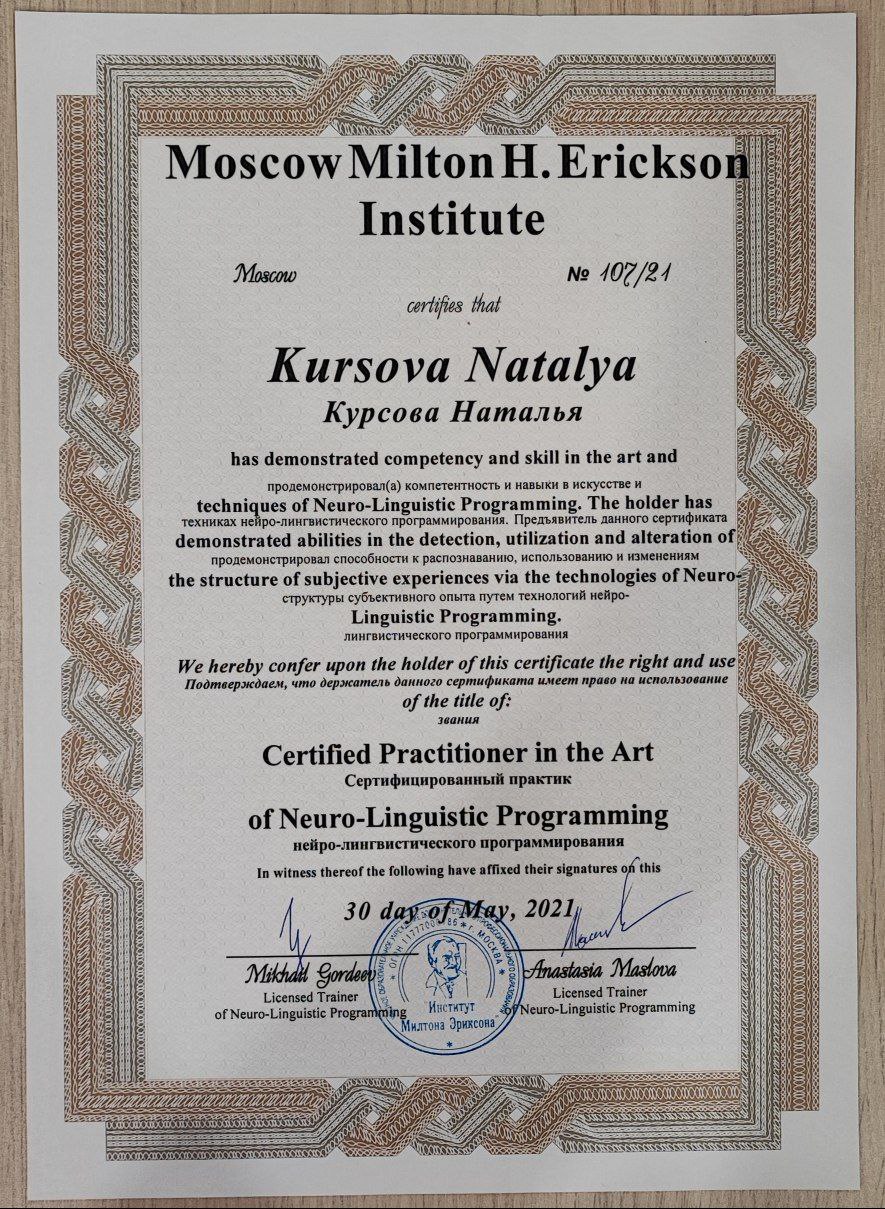 Moscow Milton H. Erickson
Institute
Moscow № 107/21
certifies that
Kursova Natalya
Курсова Наталья
has demonstrated competency and skill in the art and
продемонстрировал(а) компетентность и навыки в искусстве и
techniques of Neuro-Linguistic Programming. The holder has
техниках нейро-лингвистического программирования. Предъявитель данного сертификата
demonstrated abilities in the detection, utilization and alteration of
продемонстрировал способности к распознаванию, использованию и изменениям
the structure of subjective experiences via the technologies of Neuro-
структуры субъективного опыта путем технологий нейро-
Linguistic Programming.
лингвистического программирования
We hereby confer upon the holder of this certificate the right and use
Подтверждаем, что держатель данного сертификата имеет право на использование
of the title of:
звания
Certified Practitioner in the Art
Сертифицированный практик
of Neuro-Linguistic Programming
нейро-лингвистического программирования
In witness thereof the following have affixed their signatures on this
30 day of May, 2021
Mikhail Gordeev Anastasia Maslova
Licensed Trainer Licensed Trainer
of Neuro-Linguistic Programming of Neuro-Linguistic Programming
г. МОСКВА
Институт
Милтона Эриксона